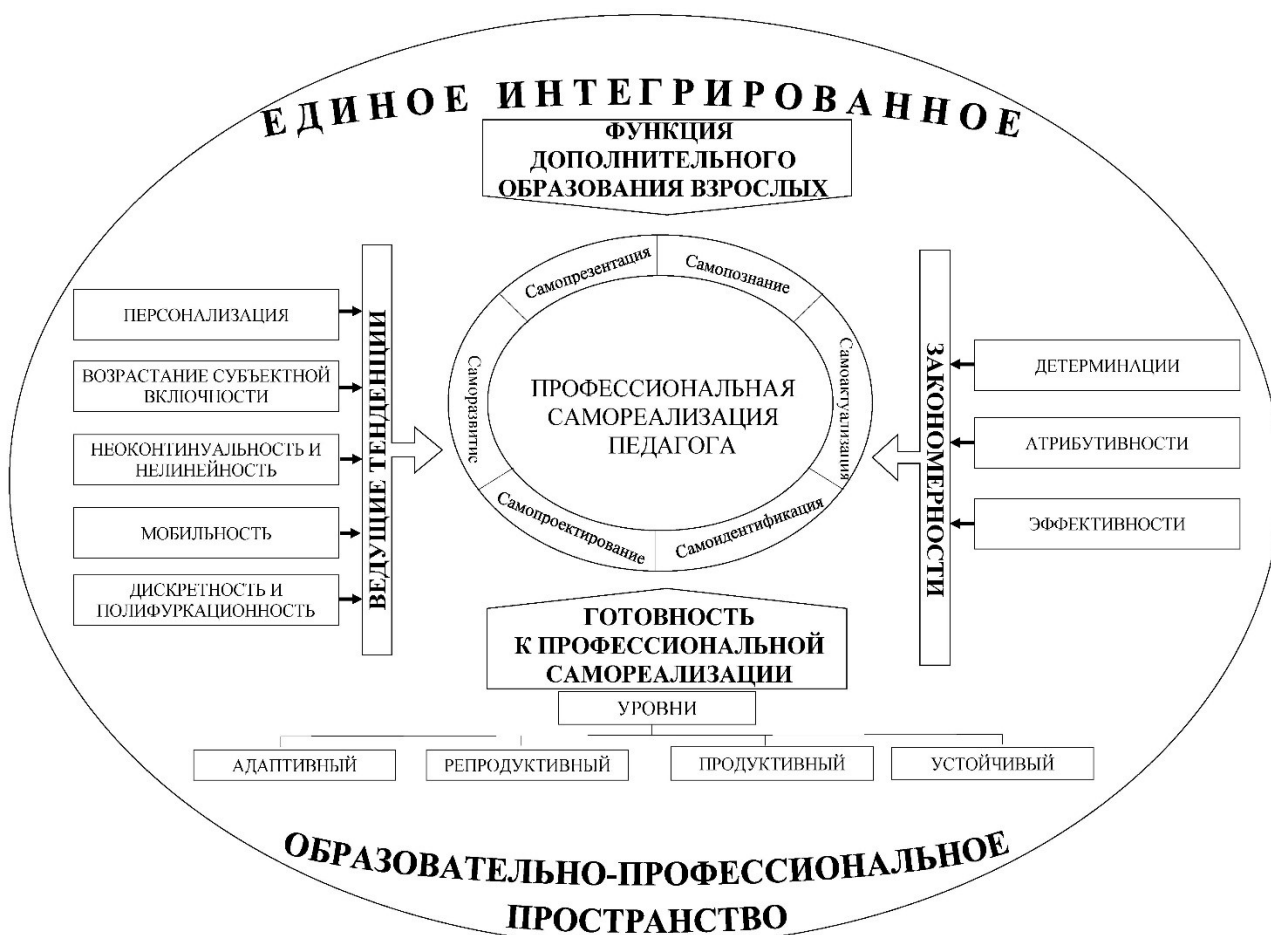 ЕДИНОЕ ИНТЕГРИРОВАННОЕ
ФУНКЦИЯ
ДОПОЛНИТЕЛЬНОГО
ОБРАЗОВАНИЯ ВЗРОСЛЫХ
ВЕДУЩИЕ ТЕНДЕНЦИИ
ПЕРСОНАЛИЗАЦИЯ
ВОЗРАСТАНИЕ СУБЪЕКТНОЙ
ВКЛЮЧНОСТИ
НЕОКОНТИНУАЛЬНОСТЬ И
НЕЛИНЕЙНОСТЬ
МОБИЛЬНОСТЬ
ДИСКРЕТНОСТЬ И
ПОЛИФУРКАЦИОННОСТЬ
Самопрезентация
Самопознание
Самоактуализация
Самоидентификация
Самопроектирование
Саморазвитие
ПРОФЕССИОНАЛЬНАЯ
САМОРЕАЛИЗАЦИЯ
ПЕДАГОГА
ЗАКОНОМЕРНОСТИ
ДЕТЕРМИНАЦИИ
АТРИБУТИВНОСТИ
ЭФФЕКТИВНОСТИ
ГОТОВНОСТЬ
К ПРОФЕССИОНАЛЬНОЙ
САМОРЕАЛИЗАЦИИ
УРОВНИ
АДАПТИВНЫЙ
РЕПРОДУКТИВНЫЙ
ПРОДУКТИВНЫЙ
УСТОЙЧИВЫЙ
ОБРАЗОВАТЕЛЬНО-ПРОФЕССИОНАЛЬНОЕ
ПРОСТРАНСТВО